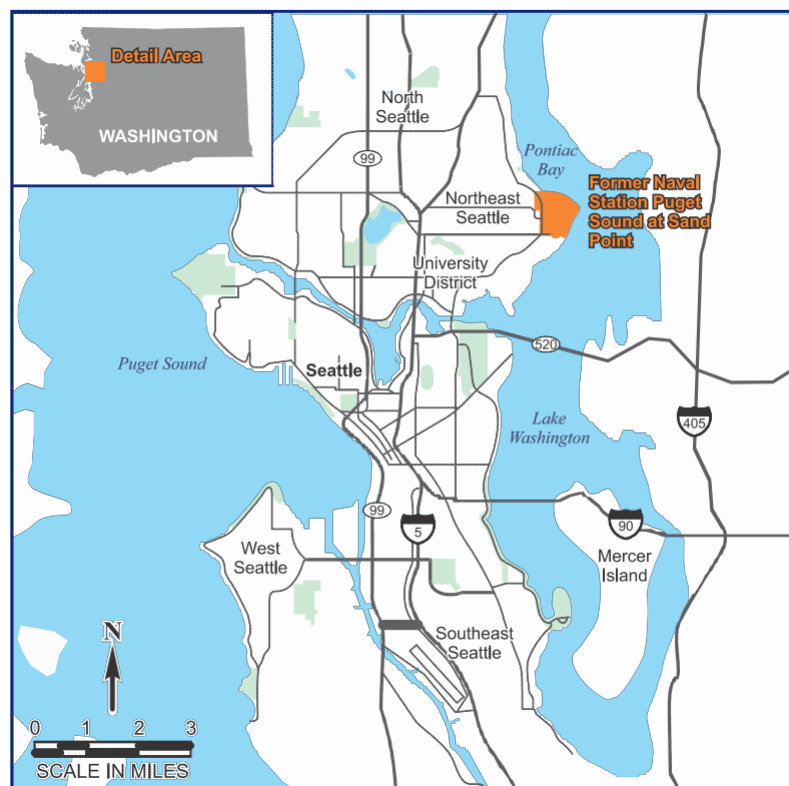 Detail Area
WASHINGTON
North
Seattle
99
Pontiac
Bay
Northeast
Seattle
Former Naval
Station Puget
Sound at Sand
Point
University
District
520
Puget Sound
Seattle
Lake
Washington
405
99
5
90
West
Seattle
Mercer
Island
Southeast
Seattle
N
0 1 2 3
SCALE IN MILES